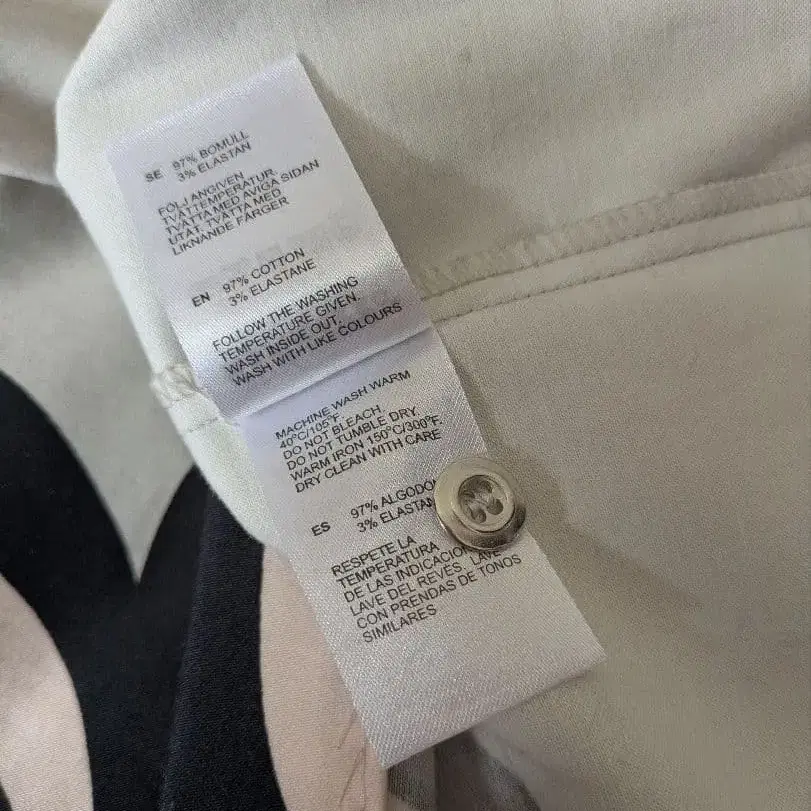 SE 97% BOMULL
3% ELASTAN
FÖLJ ANGIVEN
TVÄTTEMPERATUR.
TVÄTTA MED AVIGA SIDAN
UTÅT. TVÄTTA MED
LIKNANDE FÄRGER
EN 97% COTTON
3% ELASTANE
FOLLOW THE WASHING
TEMPERATURE GIVEN.
WASH INSIDE OUT.
WASH WITH LIKE COLOURS
MACHINE WASH WARM
40°C/105°F.
DO NOT BLEACH.
DO NOT TUMBLE DRY.
WARM IRON 150°C/300°F.
DRY CLEAN WITH CARE
ES 97% ALGODO
3% ELASTAN
RESPETE LA
TEMPERATURA
DE LAS INDICACIO
LAVE DEL REVÉS. LAVE
CON PRENDAS DE TONOS
SIMILARES